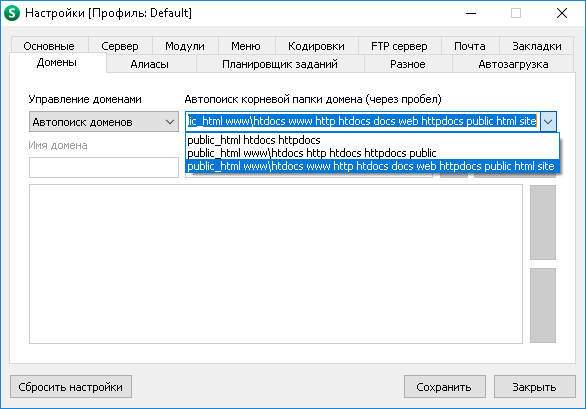 S
Настройки [Профиль: Default]
Основные Сервер Модули Меню Кодировки FTP сервер Почта Закладки
Домены Алиасы Планировщик заданий Разное Автозагрузка
Управление доменами Автопоиск корневой папки домена (через пробел)
Автопоиск доменов lic_html www\htdocs www http htdocs docs web httpdocs public html site
Имя домена
public_html htdocs httpdocs
public_html www\htdocs http htdocs httpdocs public
public_html www\htdocs www http htdocs docs web httpdocs public html site
Сбросить настройки Сохранить Закрыть